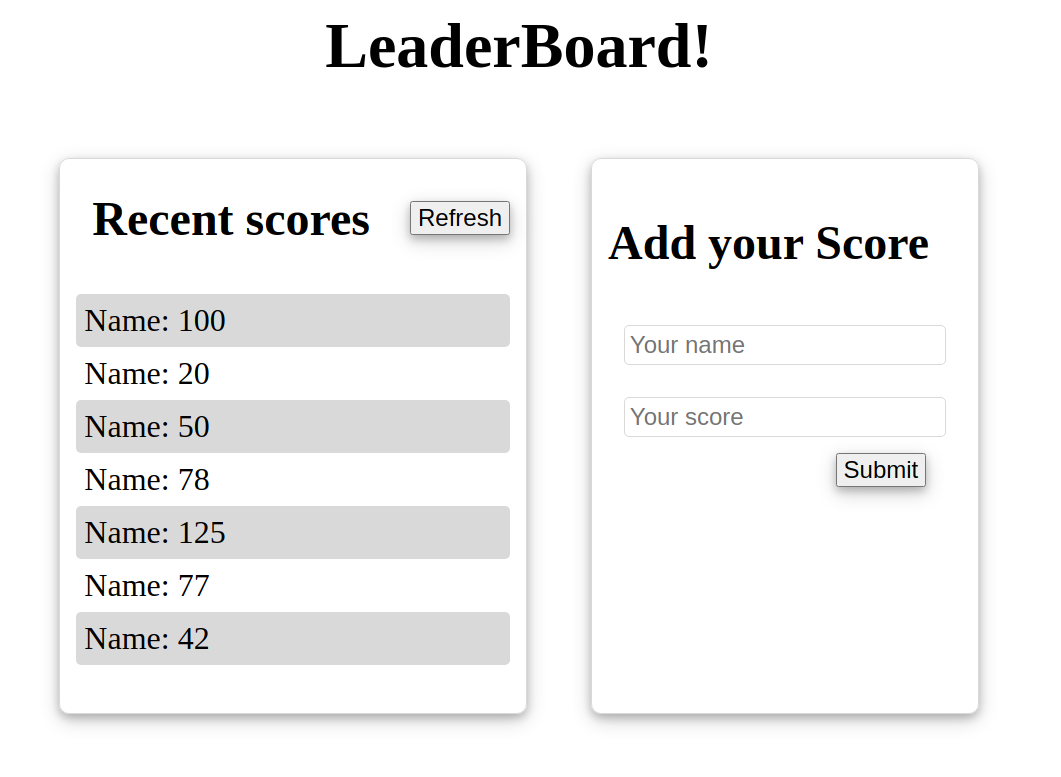 LeaderBoard!
Recent scores
Refresh
Name: 100
Name: 20
Name: 50
Name: 78
Name: 125
Name: 77
Name: 42
Add your Score
Your name
Your score
Submit